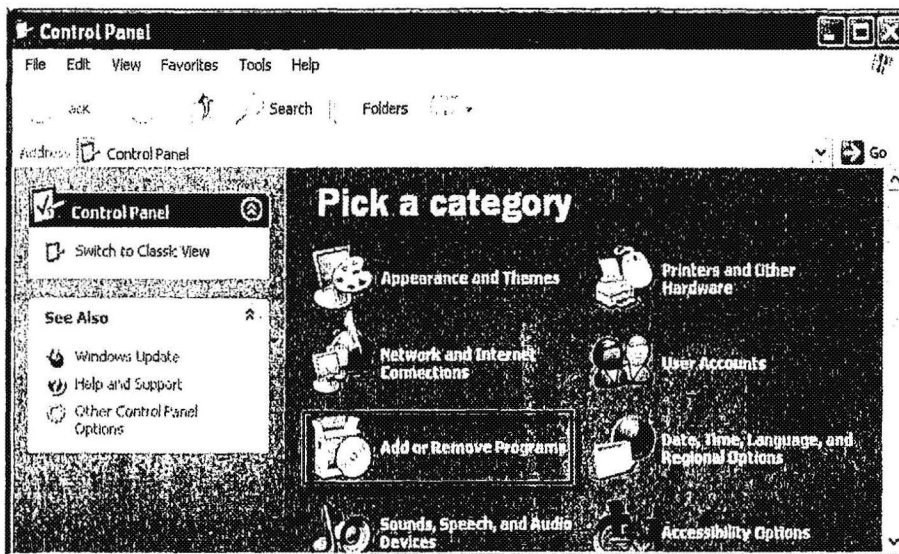 Control Panel
File Edit View Favorites Tools Help
ack Search Folders
Address Control Panel Go
Control Panel
Switch to Classic View
See Also
Windows Update
Help and Support
Other Control Panel
Options
Pick a category
Appearance and Themes
Printers and Other
Hardware
Network and Internet
Connections
User Accounts
Add or Remove Programs
Date, Time, Language, and
Regional Options
Sounds, Speech, and Audio
Devices
Accessibility Options